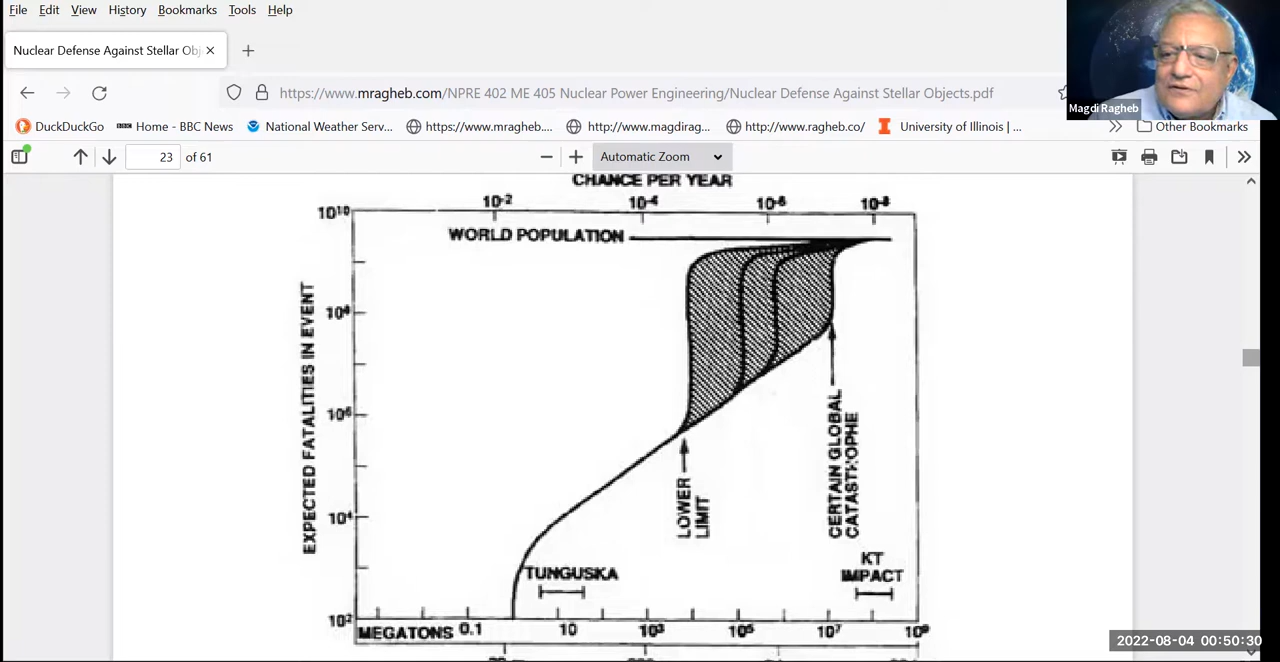 File Edit View History Bookmarks Tools Help
Nuclear Defense Against Stellar Obj
https://www.mragheb.com/NPRE 402 ME 405 Nuclear Power Engineering/Nuclear Defense Against Stellar Objects.pdf
Magdi Ragheb
DuckDuckGo BBC Home - BBC News National Weather Serv... https://www.mragheb.... http://www.magdirag... http://www.ragheb.co/ I University of Illinois |... Other Bookmarks
23 of 61 Automatic Zoom
CHANCE PER YEAR
10-2 10-4 10-6 10-8
1010
WORLD POPULATION
EXPECTED FATALITIES IN EVENT
108
106
104
102
LOWER
LIMIT
CERTAIN GLOBAL
CATASTROPHE
KT
IMPACT
TUNGUSKA
MEGATONS 0.1 10 103 105 107 109
2022-08-04 00:50:30